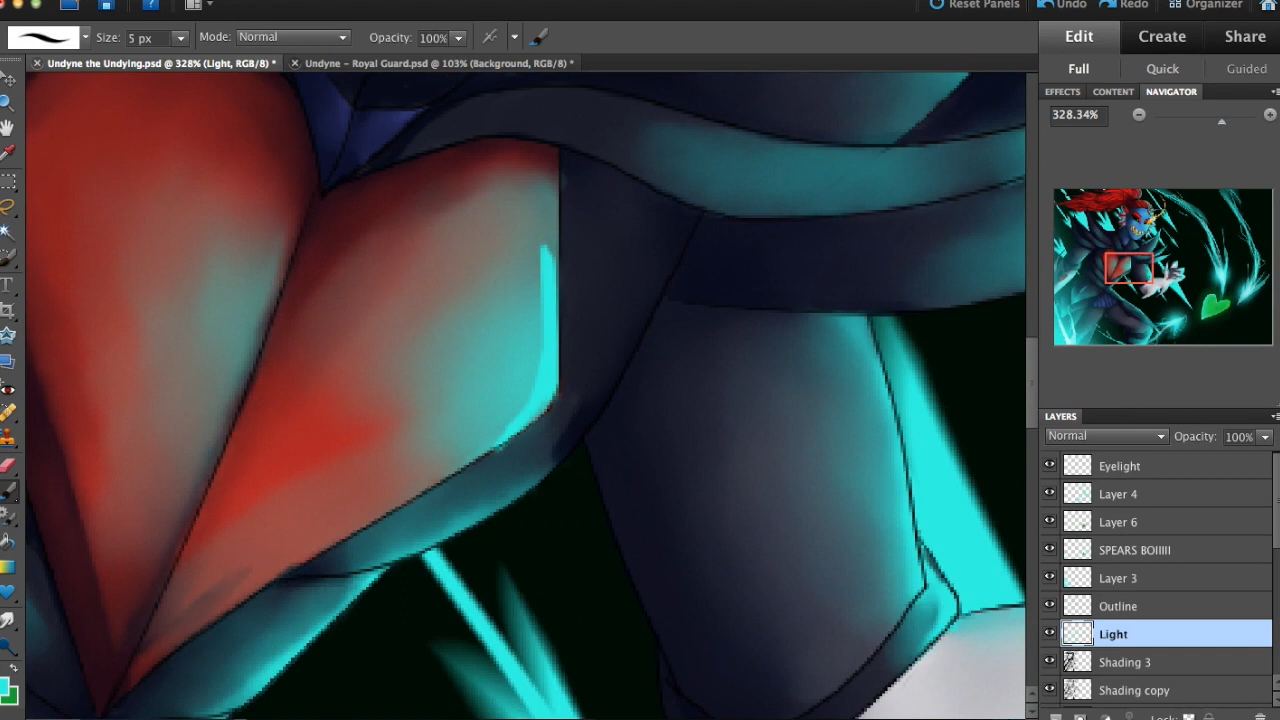 Reset Panels Undo Redo Organizer
Size: 5 px Mode: Normal Opacity: 100%
Edit Create Share
Undyne the Undying.psd @ 328% (Light, RGB/8) * Undyne – Royal Guard.psd @ 103% (Background, RGB/8) *
Full Quick Guided
EFFECTS CONTENT NAVIGATOR
328.34%
LAYERS
Normal Opacity: 100%
Eyelight
Layer 4
Layer 6
SPEARS BOIIIII
Layer 3
Outline
Light
Shading 3
Shading copy
Lock: